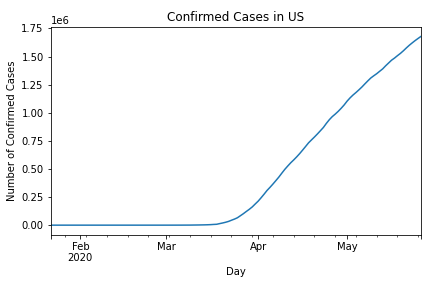 Confirmed Cases in US
1e6
1.75
1.50
1.25
1.00
0.75
0.50
0.25
0.00
Number of Confirmed Cases
Feb
2020
Mar
Apr
May
Day